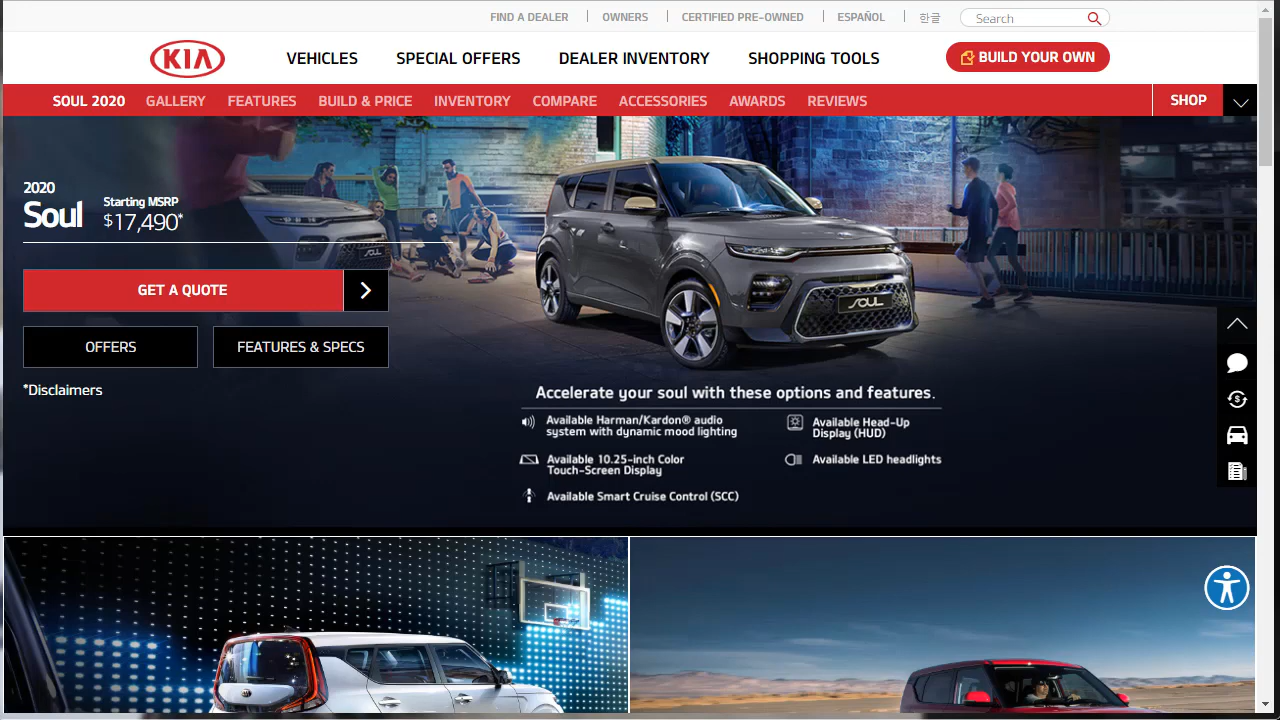 FIND A DEALER
OWNERS
CERTIFIED PRE-OWNED
ESPAÑOL
한글
Search
KIA
VEHICLES
SPECIAL OFFERS
DEALER INVENTORY
SHOPPING TOOLS
BUILD YOUR OWN
SOUL 2020
GALLERY
FEATURES
BUILD & PRICE
INVENTORY
COMPARE
ACCESSORIES
AWARDS
REVIEWS
SHOP
2020
Soul
Starting MSRP
$17,490*
GET A QUOTE
OFFERS
FEATURES & SPECS
*Disclaimers
SOUL
Accelerate your soul with these options and features.
Available Harman/Kardon® audio
system with dynamic mood lighting
Available 10.25-inch Color
Touch-Screen Display
Available Smart Cruise Control (SCC)
Available Head-Up
Display (HUD)
Available LED headlights